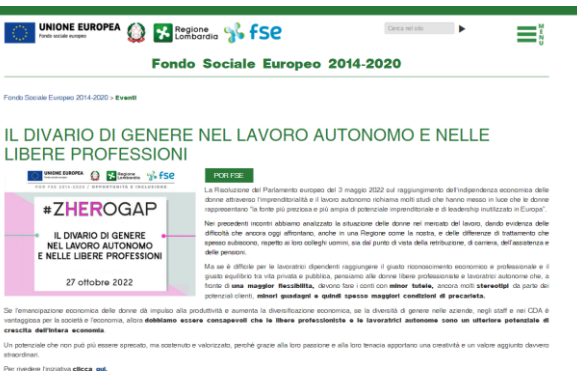 UNIONE EUROPEA
Fondo sociale europeo
Regione
Lombardia
fse
Cerca nel sito
MENU
Fondo Sociale Europeo 2014-2020
Fondo Sociale Europeo 2014-2020 > Eventi
IL DIVARIO DI GENERE NEL LAVORO AUTONOMO E NELLE
LIBERE PROFESSIONI
UNIONE EUROPEA
Regione
Lombardia
fse
POR FSE 2014-2020 / OPPORTUNITÀ E INCLUSIONE
#ZHEROGAP
IL DIVARIO DI GENERE
NEL LAVORO AUTONOMO
E NELLE LIBERE PROFESSIONI
27 ottobre 2022
POR FSE
La Risoluzione del Parlamento europeo del 3 maggio 2022 sul raggiungimento dell'indipendenza economica delle
donne attraverso l'imprenditorialità e il lavoro autonomo richiama molti studi che hanno messo in luce che le donne
rappresentano "la fonte più preziosa e più ampia di potenziale imprenditoriale e di leadership inutilizzato in Europa".
Nei precedenti incontri abbiamo analizzato la situazione delle donne nel mercato del lavoro, dando evidenza delle
difficoltà che ancora oggi affrontano, anche in una Regione come la nostra, e delle differenze di trattamento che
spesso subiscono, rispetto ai loro colleghi uomini, sia dal punto di vista della retribuzione, di carriera, dell'assistenza e
delle pensioni.
Ma se è difficile per le lavoratrici dipendenti raggiungere il giusto riconoscimento economico e professionale e il
giusto equilibrio tra vita privata e pubblica, pensiamo alle donne libere professioniste e lavoratrici autonome che, a
fronte di una maggior flessibilità, devono fare i conti con minor tutele, ancora molti stereotipi da parte dei
potenziali clienti, minori guadagni e quindi spesso maggiori condizioni di precarietà.
Se l'emancipazione economica delle donne dà impulso alla produttività e aumenta la diversificazione economica, se la diversità di genere nelle aziende, negli staff e nei CDA è
vantaggiosa per la società e l'economia, allora dobbiamo essere consapevoli che le libere professioniste e le lavoratrici autonome sono un ulteriore potenziale di
crescita dell'intera economia.
Un potenziale che non può più essere sprecato, ma sostenuto e valorizzato, perché grazie alla loro passione e alla loro tenacia apportano una creatività e un valore aggiunto davvero
straordinari.
Per rivedere l'iniziativa clicca qui.